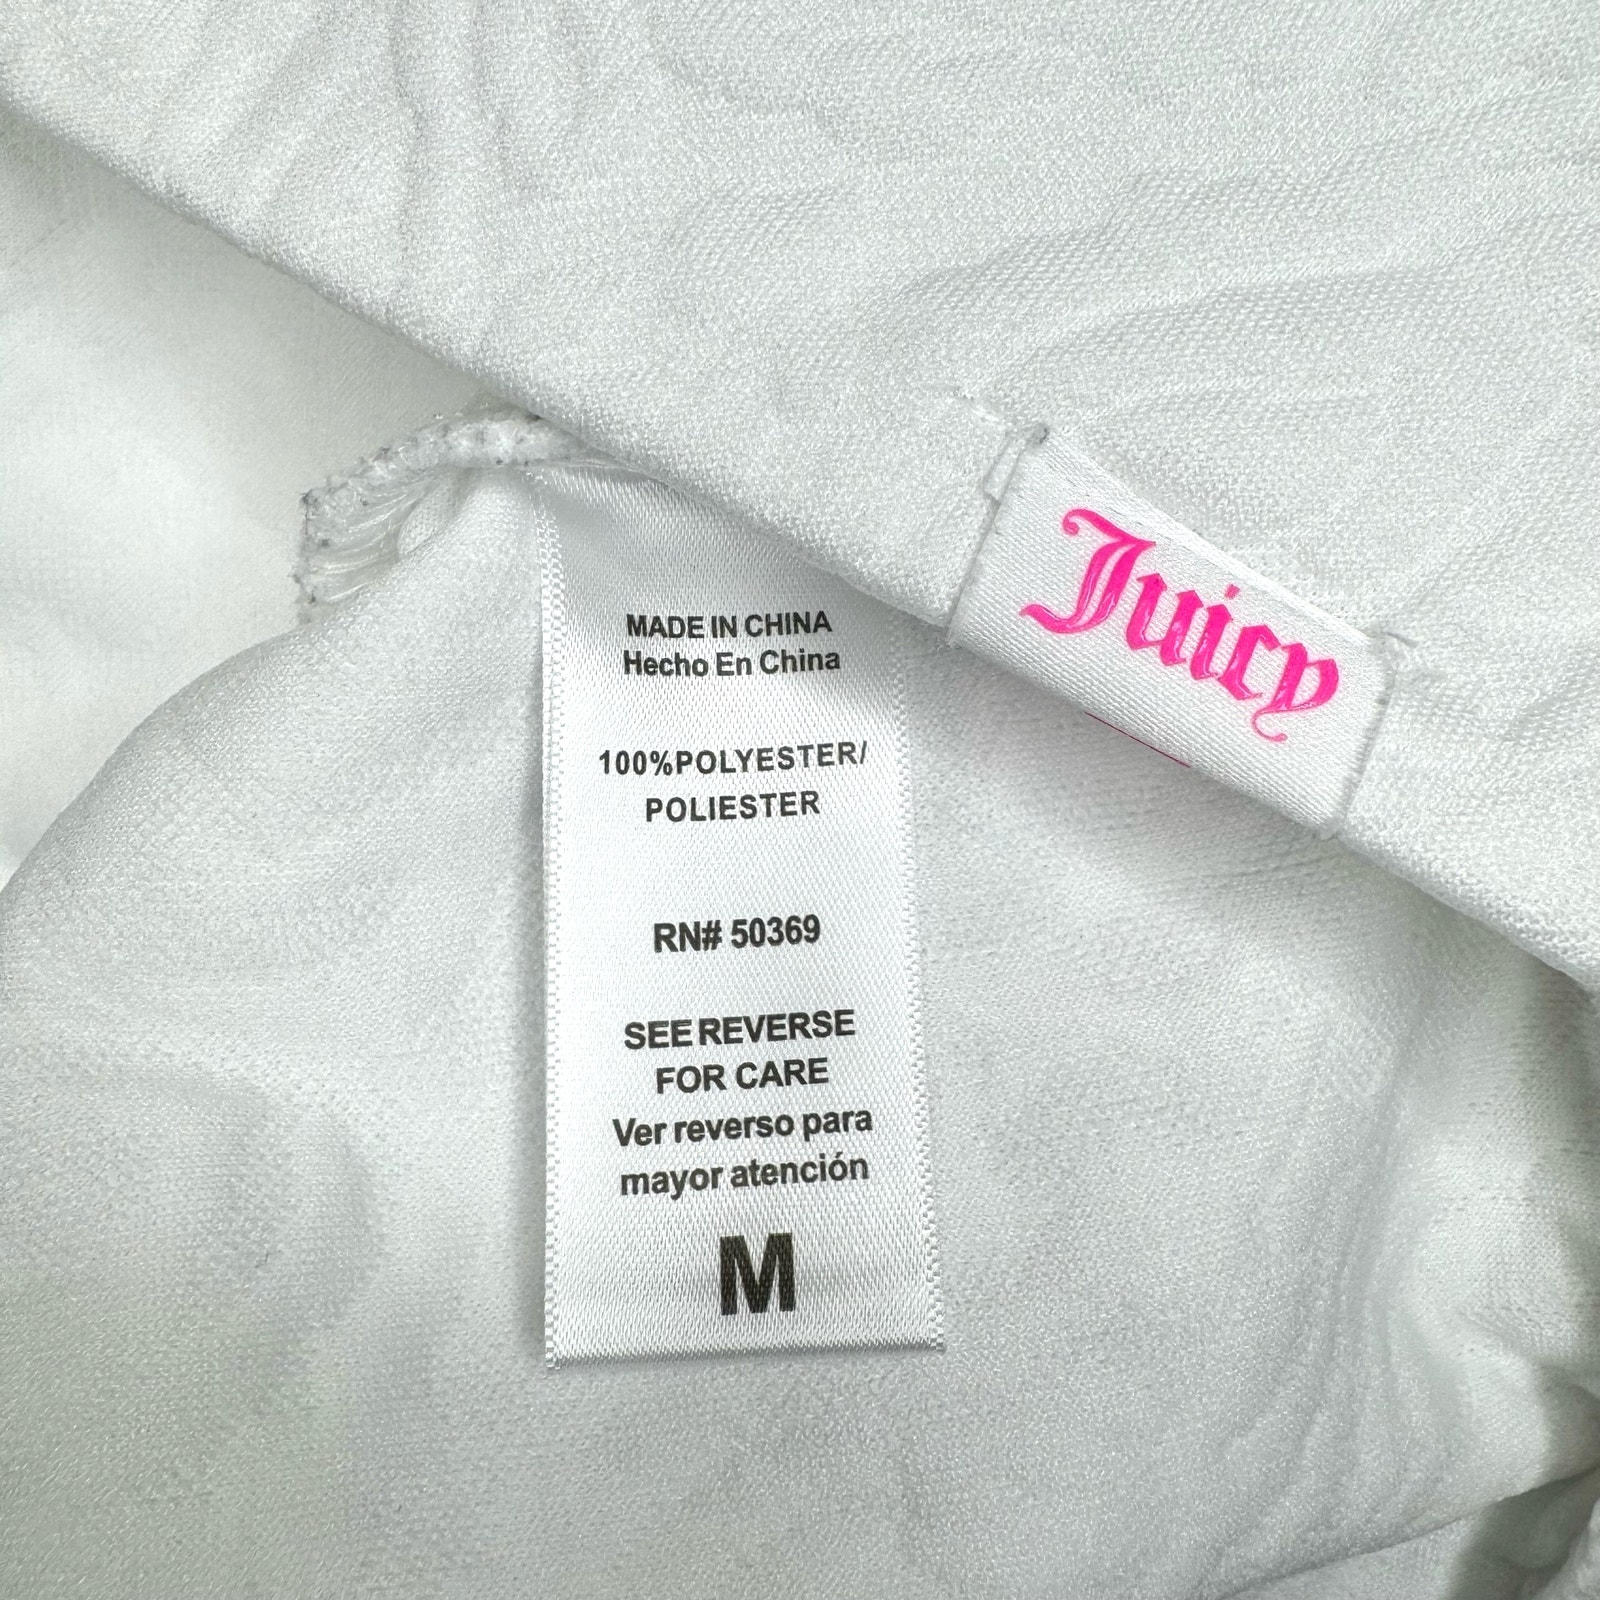 Juicy
MADE IN CHINA
Hecho En China
100%POLYESTER/
POLIESTER
RN# 50369
SEE REVERSE
FOR CARE
Ver reverso para
mayor atención
M